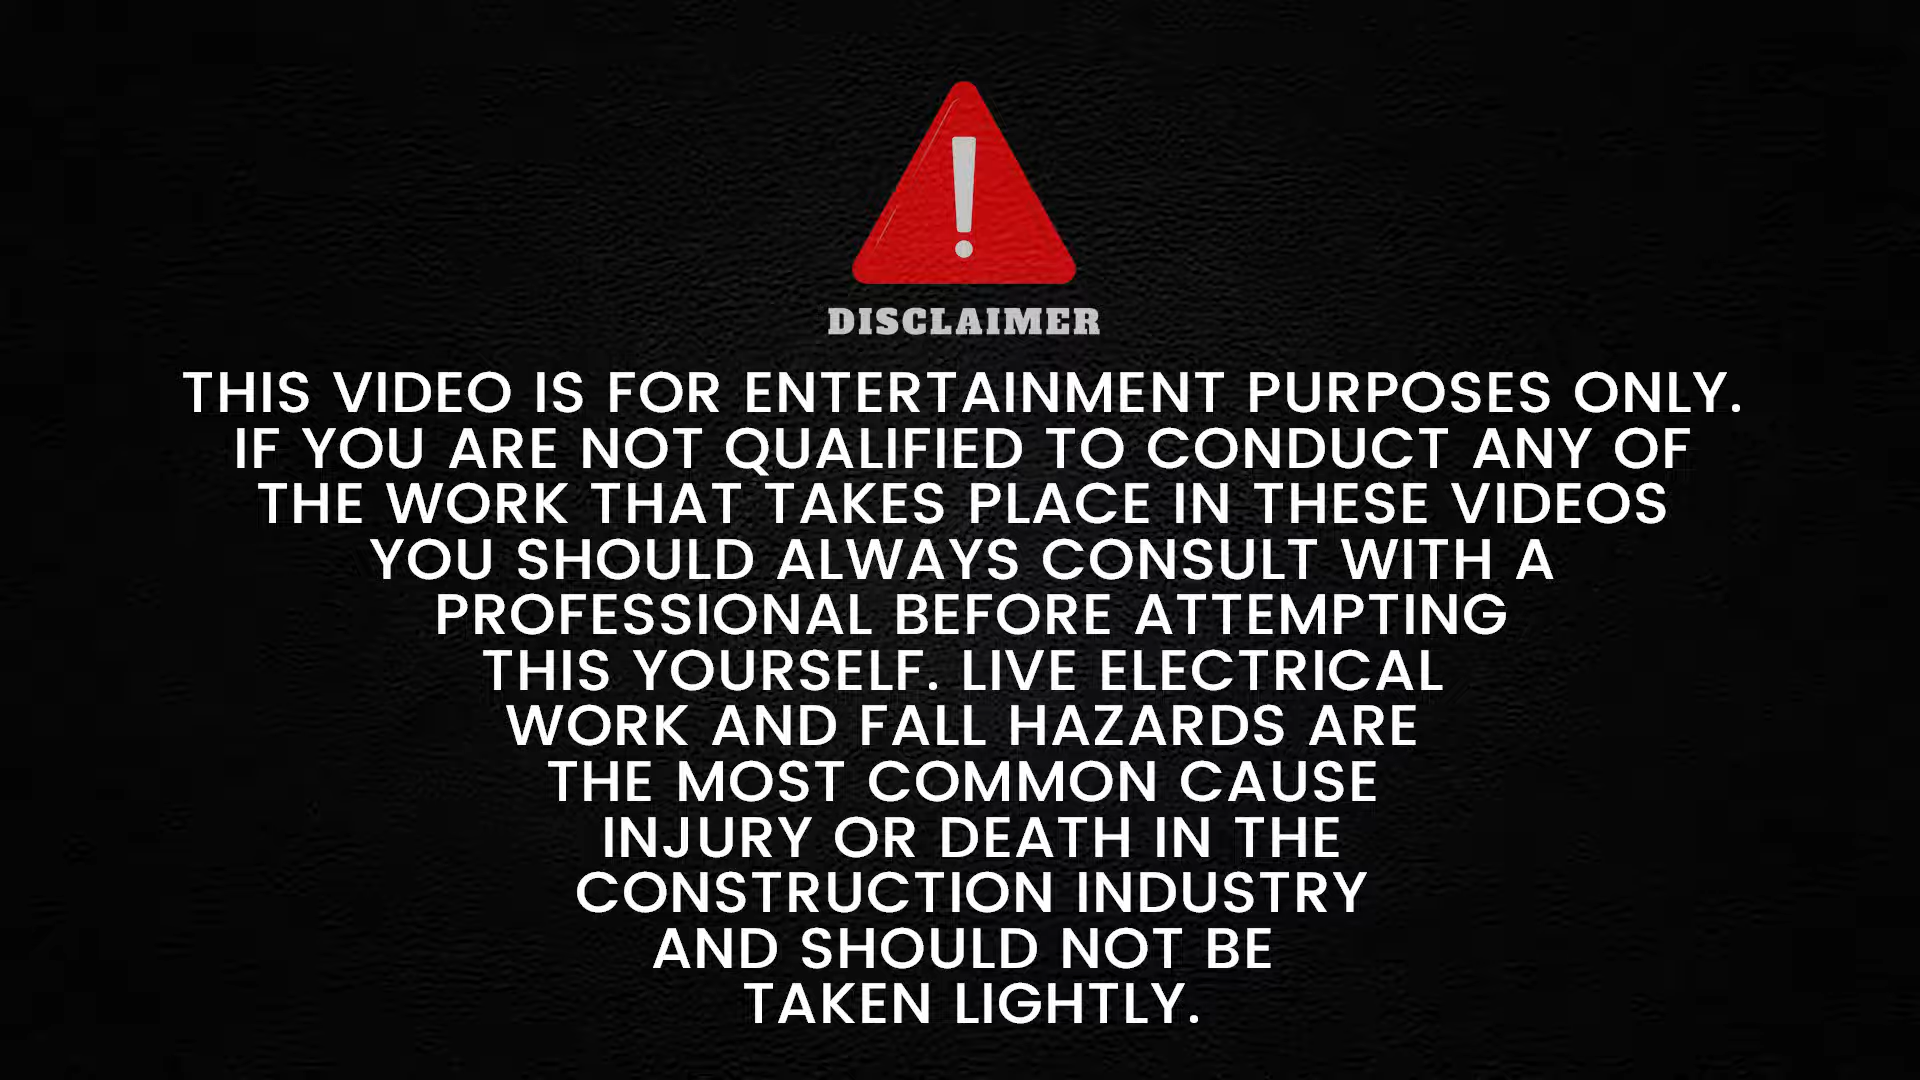 !
DISCLAIMER
THIS VIDEO IS FOR ENTERTAINMENT PURPOSES ONLY.
IF YOU ARE NOT QUALIFIED TO CONDUCT ANY OF
THE WORK THAT TAKES PLACE IN THESE VIDEOS
YOU SHOULD ALWAYS CONSULT WITH A
PROFESSIONAL BEFORE ATTEMPTING
THIS YOURSELF. LIVE ELECTRICAL
WORK AND FALL HAZARDS ARE
THE MOST COMMON CAUSE
INJURY OR DEATH IN THE
CONSTRUCTION INDUSTRY
AND SHOULD NOT BE
TAKEN LIGHTLY.